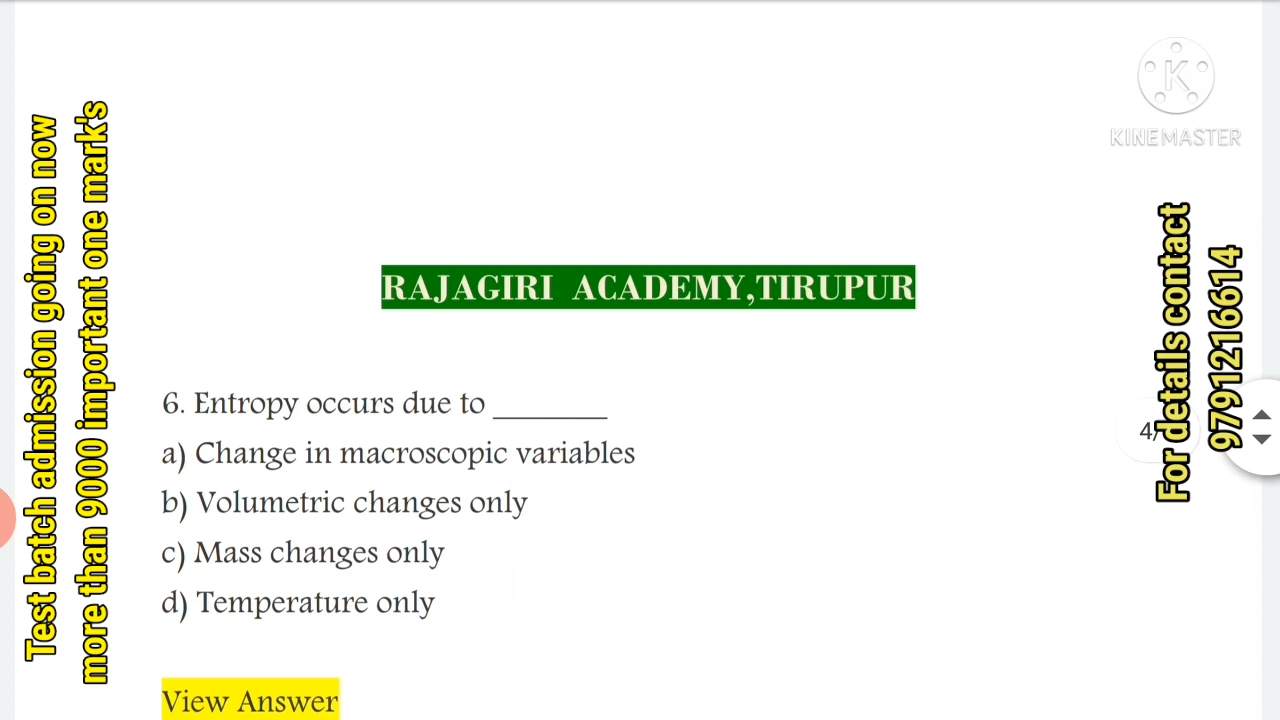 Test batch admission going on now
more than 9000 important one mark's
K
KINEMASTER
RAJAGIRI ACADEMY,TIRUPUR
6. Entropy occurs due to ________
a) Change in macroscopic variables
b) Volumetric changes only
c) Mass changes only
d) Temperature only
View Answer
4/
For details contact
9791216614